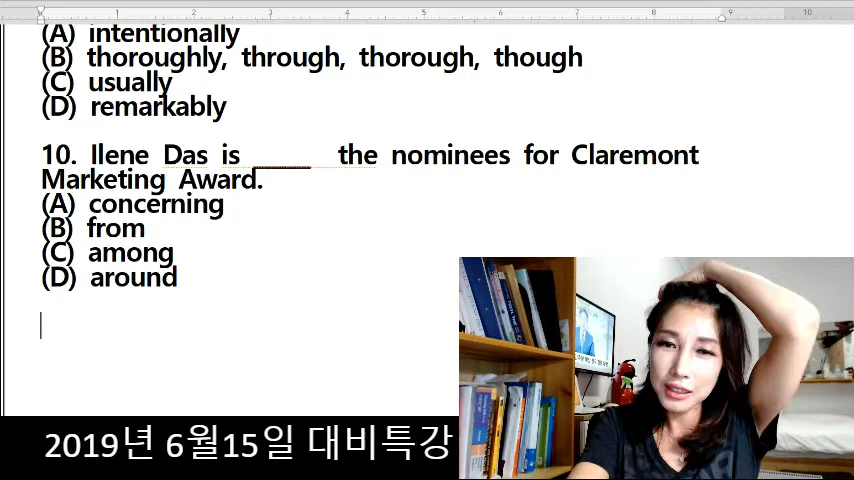 (A) intentionally
(B) thoroughly, through, thorough, though
(C) usually
(D) remarkably
10. Ilene Das is _____ the nominees for Claremont
Marketing Award.
(A) concerning
(B) from
(C) among
(D) around
2019년 6월15일 대비특강